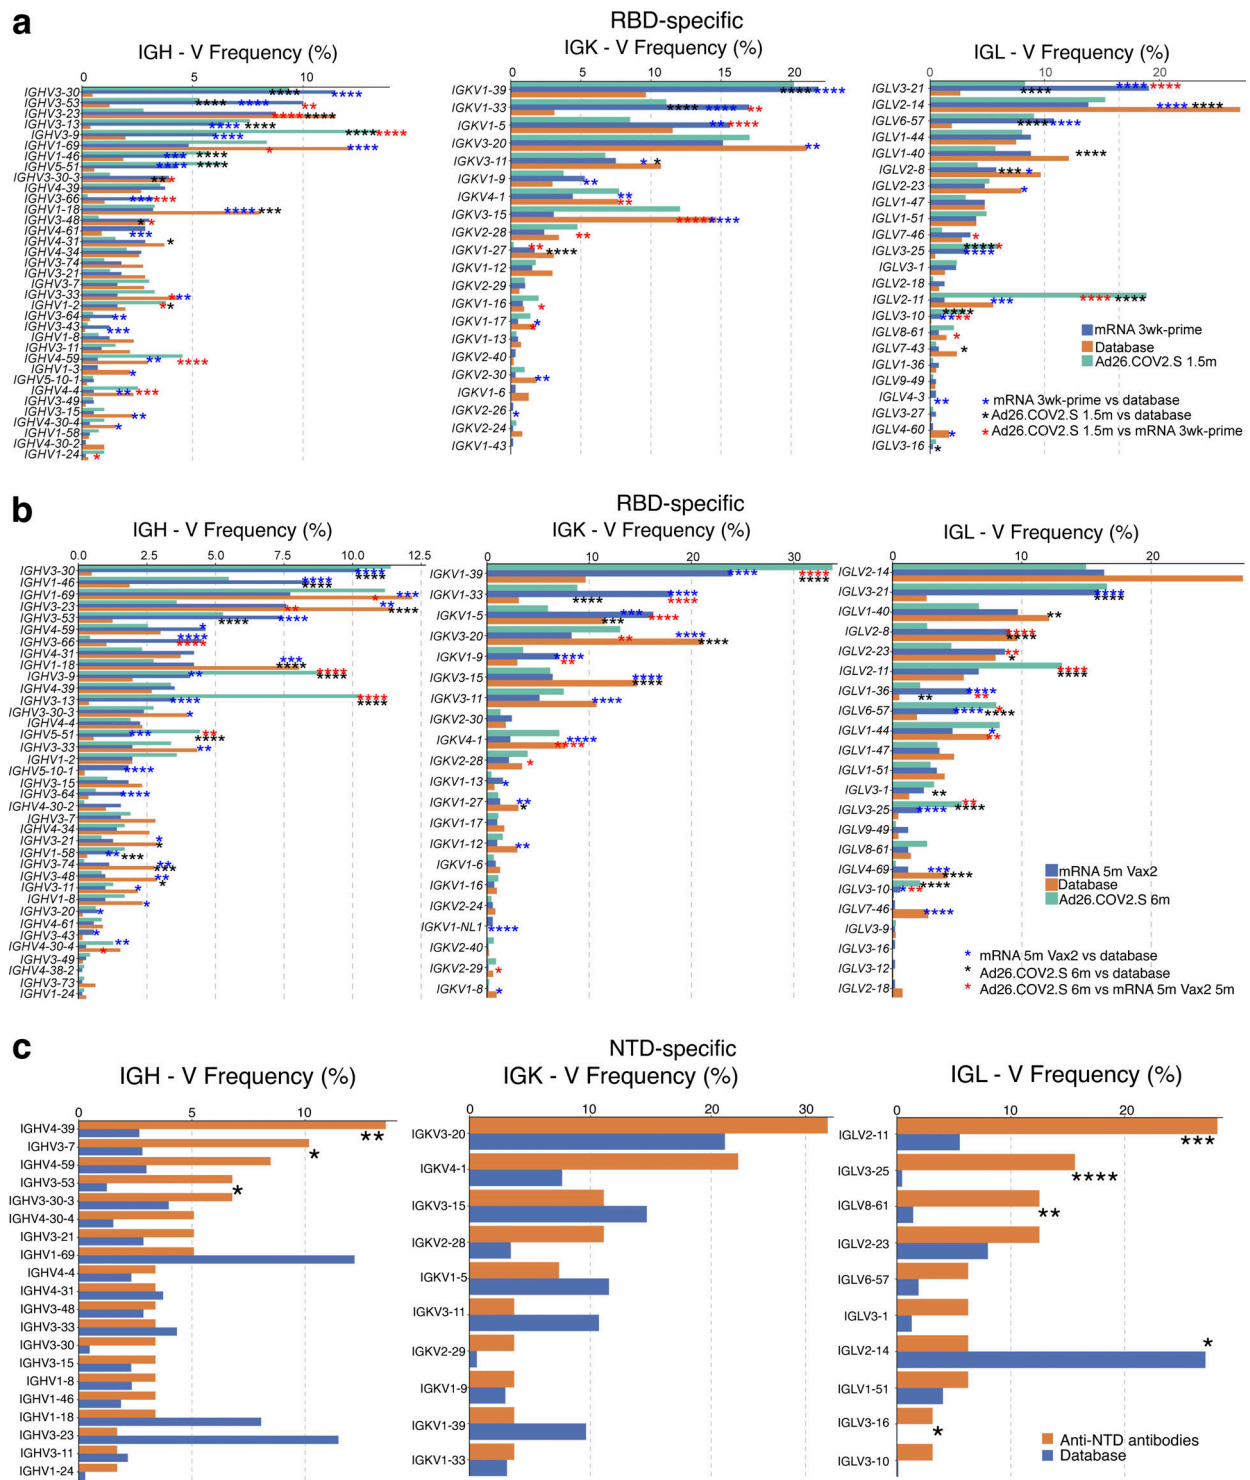 a
RBD-specific
IGH - V Frequency (%)
0 5 10
IGHV3-30
IGHV3-53
IGHV3-23
IGHV3-13
IGHV3-9
IGHV1-69
IGHV1-46
IGHV5-51
IGHV3-30-3
IGHV4-39
IGHV3-66
IGHV1-18
IGHV3-48
IGHV4-61
IGHV4-31
IGHV4-34
IGHV3-74
IGHV3-21
IGHV3-7
IGHV3-33
IGHV1-2
IGHV3-64
IGHV3-43
IGHV1-8
IGHV3-11
IGHV4-59
IGHV1-3
IGHV5-10-1
IGHV4-4
IGHV3-49
IGHV3-15
IGHV4-30-4
IGHV1-58
IGHV4-30-2
IGHV1-24
IGK - V Frequency (%)
0 5 10 15 20
IGKV1-39
IGKV1-33
IGKV1-5
IGKV3-20
IGKV3-11
IGKV1-9
IGKV4-1
IGKV3-15
IGKV2-28
IGKV1-27
IGKV1-12
IGKV2-29
IGKV1-16
IGKV1-17
IGKV1-13
IGKV2-40
IGKV2-30
IGKV1-6
IGKV2-26
IGKV2-24
IGKV1-43
IGL - V Frequency (%)
0 10 20
IGLV3-21
IGLV2-14
IGLV6-57
IGLV1-44
IGLV1-40
IGLV2-8
IGLV2-23
IGLV1-47
IGLV1-51
IGLV7-46
IGLV3-25
IGLV3-1
IGLV2-18
IGLV2-11
IGLV3-10
IGLV8-61
IGLV7-43
IGLV1-36
IGLV9-49
IGLV4-3
IGLV3-27
IGLV4-60
IGLV3-16
mRNA 3wk-prime
Database
Ad26.COV2.S 1.5m
* mRNA 3wk-prime vs database
* Ad26.COV2.S 1.5m vs database
* Ad26.COV2.S 1.5m vs mRNA 3wk-prime
b
RBD-specific
IGH - V Frequency (%)
0.0 2.5 5.0 7.5 10.0 12.5
IGHV3-30
IGHV1-46
IGHV1-69
IGHV3-23
IGHV3-53
IGHV4-59
IGHV3-66
IGHV4-31
IGHV1-18
IGHV3-9
IGHV4-39
IGHV3-13
IGHV3-30-3
IGHV4-4
IGHV5-51
IGHV3-33
IGHV1-2
IGHV5-10-1
IGHV3-15
IGHV3-64
IGHV4-30-2
IGHV3-7
IGHV4-34
IGHV3-21
IGHV1-58
IGHV3-74
IGHV3-48
IGHV3-11
IGHV1-8
IGHV3-20
IGHV4-61
IGHV3-43
IGHV4-30-4
IGHV3-49
IGHV4-38-2
IGHV3-73
IGHV1-24
IGK - V Frequency (%)
0 10 20 30
IGKV1-39
IGKV1-33
IGKV1-5
IGKV3-20
IGKV1-9
IGKV3-15
IGKV3-11
IGKV2-30
IGKV4-1
IGKV2-28
IGKV1-13
IGKV1-27
IGKV1-17
IGKV1-12
IGKV1-6
IGKV1-16
IGKV2-24
IGKV1-NL1
IGKV2-40
IGKV2-29
IGKV1-8
IGL - V Frequency (%)
0 10 20
IGLV2-14
IGLV3-21
IGLV1-40
IGLV2-8
IGLV2-23
IGLV2-11
IGLV1-36
IGLV6-57
IGLV1-44
IGLV1-47
IGLV1-51
IGLV3-1
IGLV3-25
IGLV9-49
IGLV8-61
IGLV4-69
IGLV3-10
IGLV7-46
IGLV3-9
IGLV3-16
IGLV3-12
IGLV2-18
mRNA 5m Vax2
Database
Ad26.COV2.S 6m
* mRNA 5m Vax2 vs database
* Ad26.COV2.S 6m vs database
* Ad26.COV2.S 6m vs mRNA 5m Vax2 5m
c
NTD-specific
IGH - V Frequency (%)
0 5 10
IGHV4-39
IGHV3-7
IGHV4-59
IGHV3-53
IGHV3-30-3
IGHV4-30-4
IGHV3-21
IGHV1-69
IGHV4-4
IGHV4-31
IGHV3-48
IGHV3-33
IGHV3-30
IGHV3-15
IGHV1-8
IGHV1-46
IGHV1-18
IGHV3-23
IGHV3-11
IGHV1-24
IGK - V Frequency (%)
0 10 20 30
IGKV3-20
IGKV4-1
IGKV3-15
IGKV2-28
IGKV1-5
IGKV3-11
IGKV2-29
IGKV1-9
IGKV1-39
IGKV1-33
IGL - V Frequency (%)
0 10 20
IGLV2-11
IGLV3-25
IGLV8-61
IGLV2-23
IGLV6-57
IGLV3-1
IGLV2-14
IGLV1-51
IGLV3-16
IGLV3-10
Anti-NTD antibodies
Database